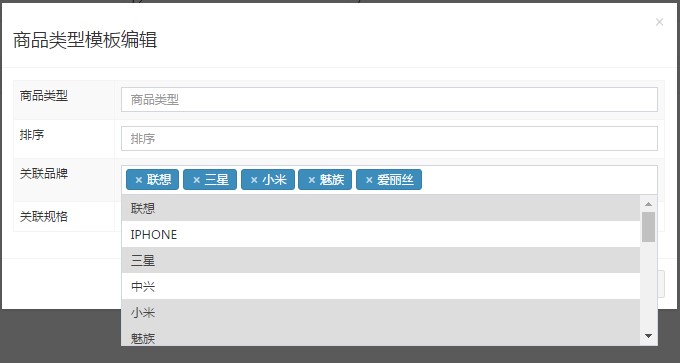 ×
商品类型模板编辑
商品类型 商品类型
排序 排序
关联品牌 × 联想 × 三星 × 小米 × 魅族 × 爱丽丝
联想
IPHONE
关联规格
三星
中兴
小米
魅族